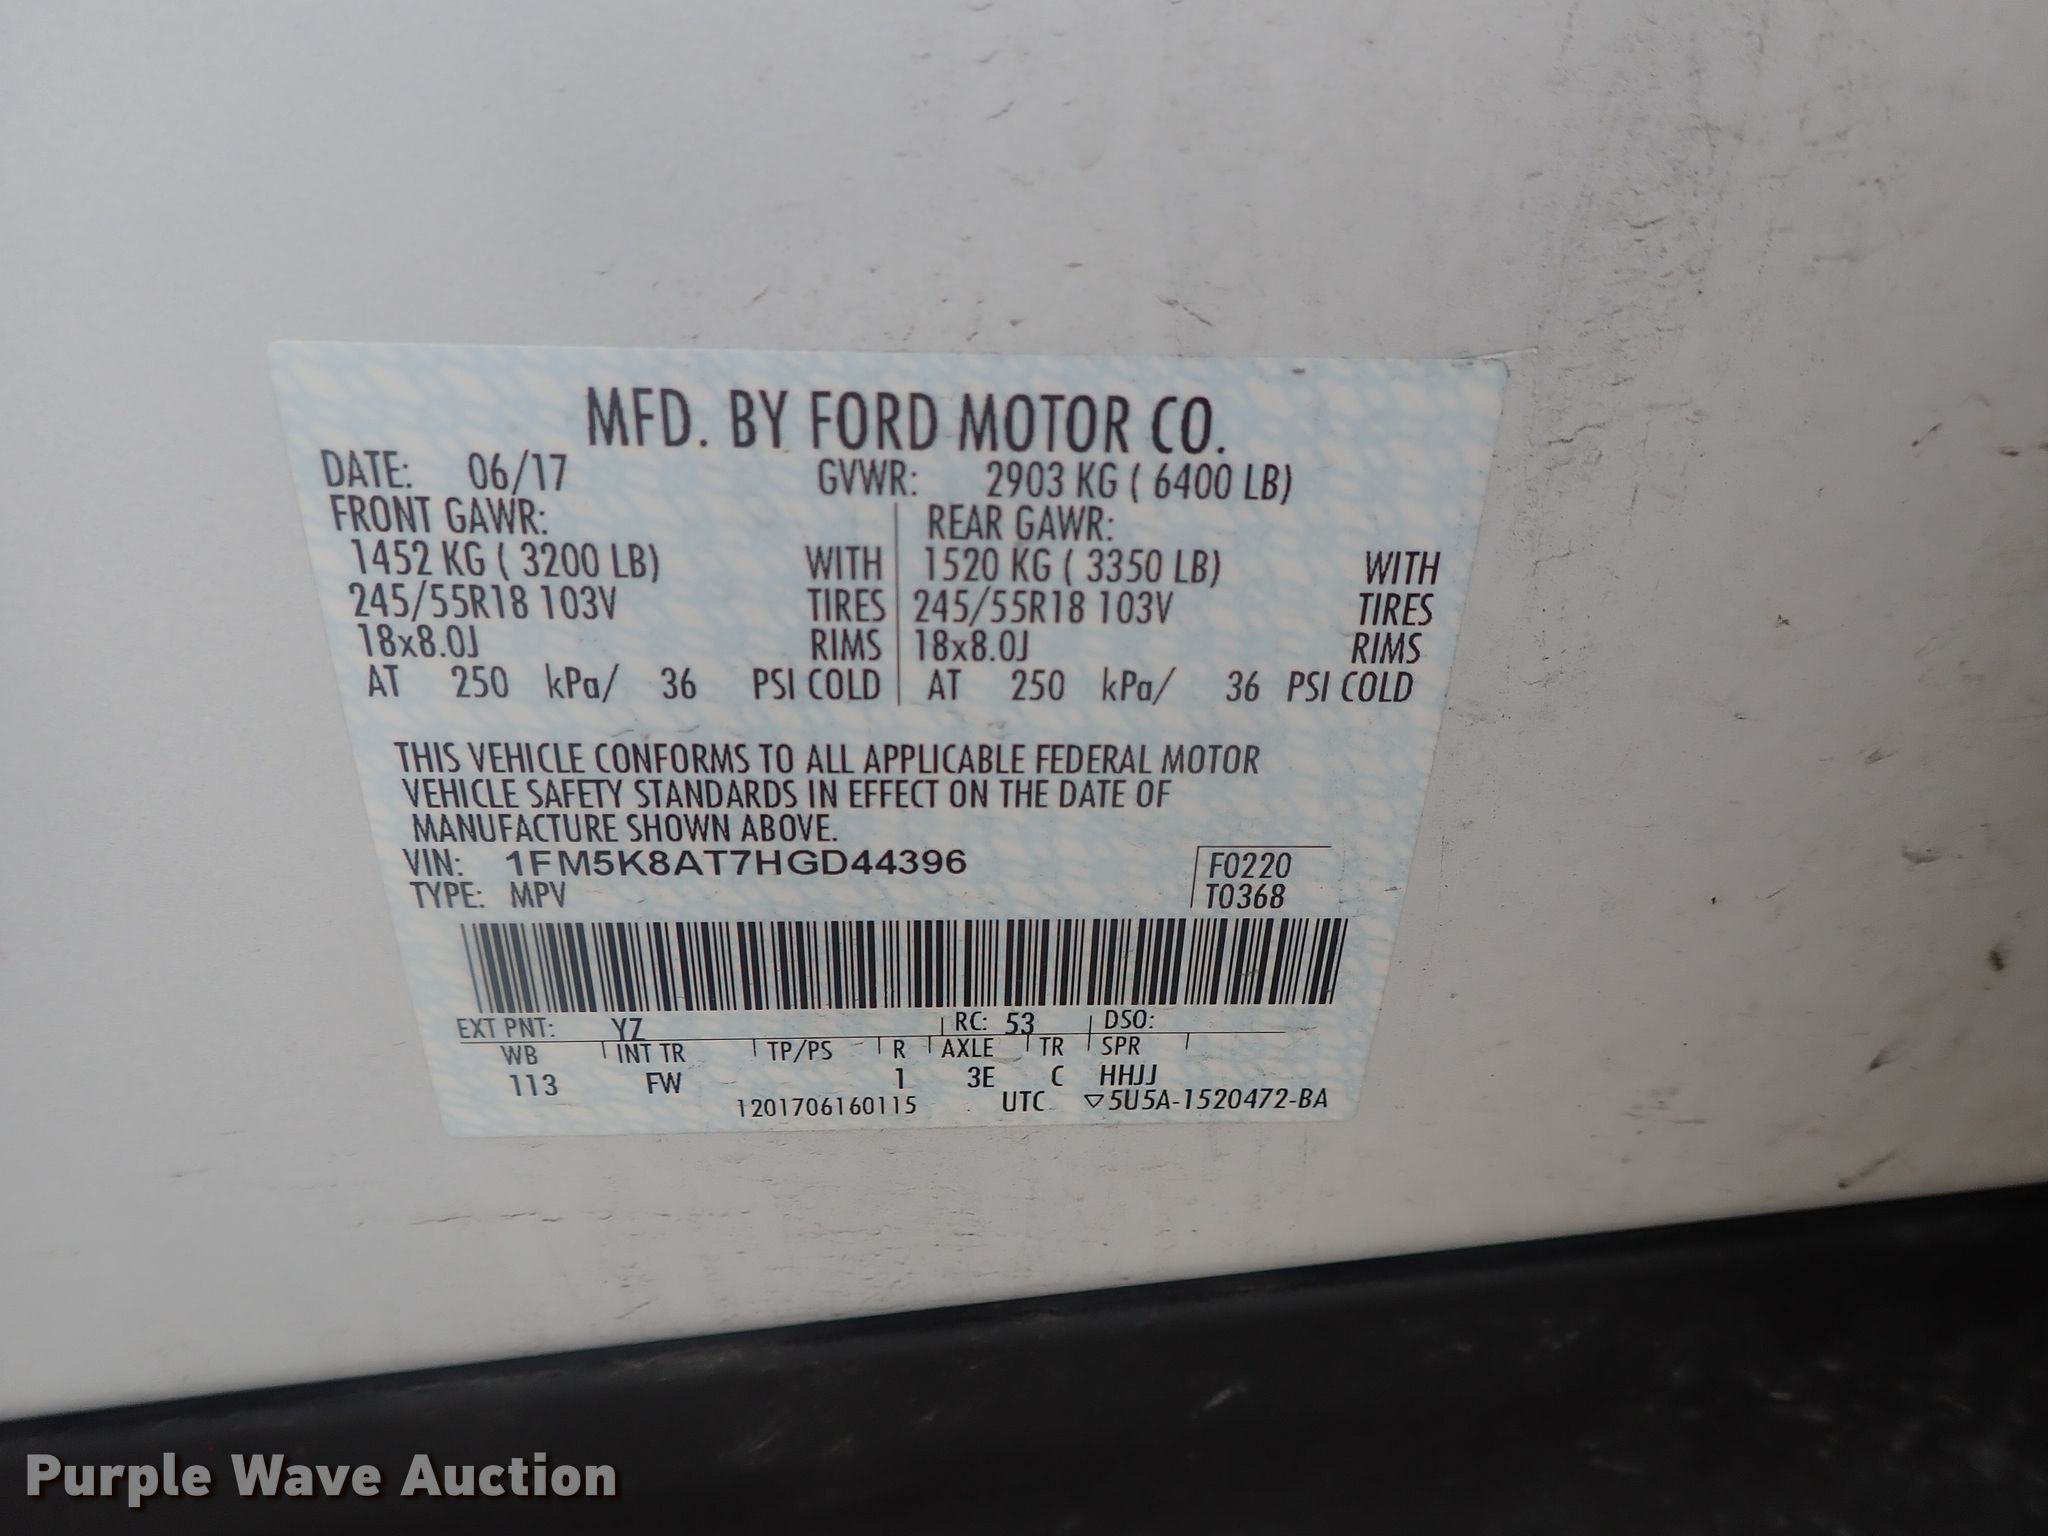 MFD. BY FORD MOTOR CO.
DATE: 06/17 GVWR: 2903 KG ( 6400 LB)
FRONT GAWR: REAR GAWR:
1452 KG ( 3200 LB) WITH 1520 KG ( 3350 LB) WITH
245/55R18 103V TIRES 245/55R18 103V TIRES
18x8.0J RIMS 18x8.0J RIMS
AT 250 kPa/ 36 PSI COLD AT 250 kPa/ 36 PSI COLD
THIS VEHICLE CONFORMS TO ALL APPLICABLE FEDERAL MOTOR
VEHICLE SAFETY STANDARDS IN EFFECT ON THE DATE OF
MANUFACTURE SHOWN ABOVE.
VIN: 1FM5K8AT7HGD44396 F0220
TYPE: MPV T0368
EXT PNT: YZ RC: 53 DSO:
WB INT TR TP/PS R AXLE TR SPR
113 FW 1 3E C HHJJ
1201706160115 UTC ▽5U5A-1520472-BA
Purple Wave Auction